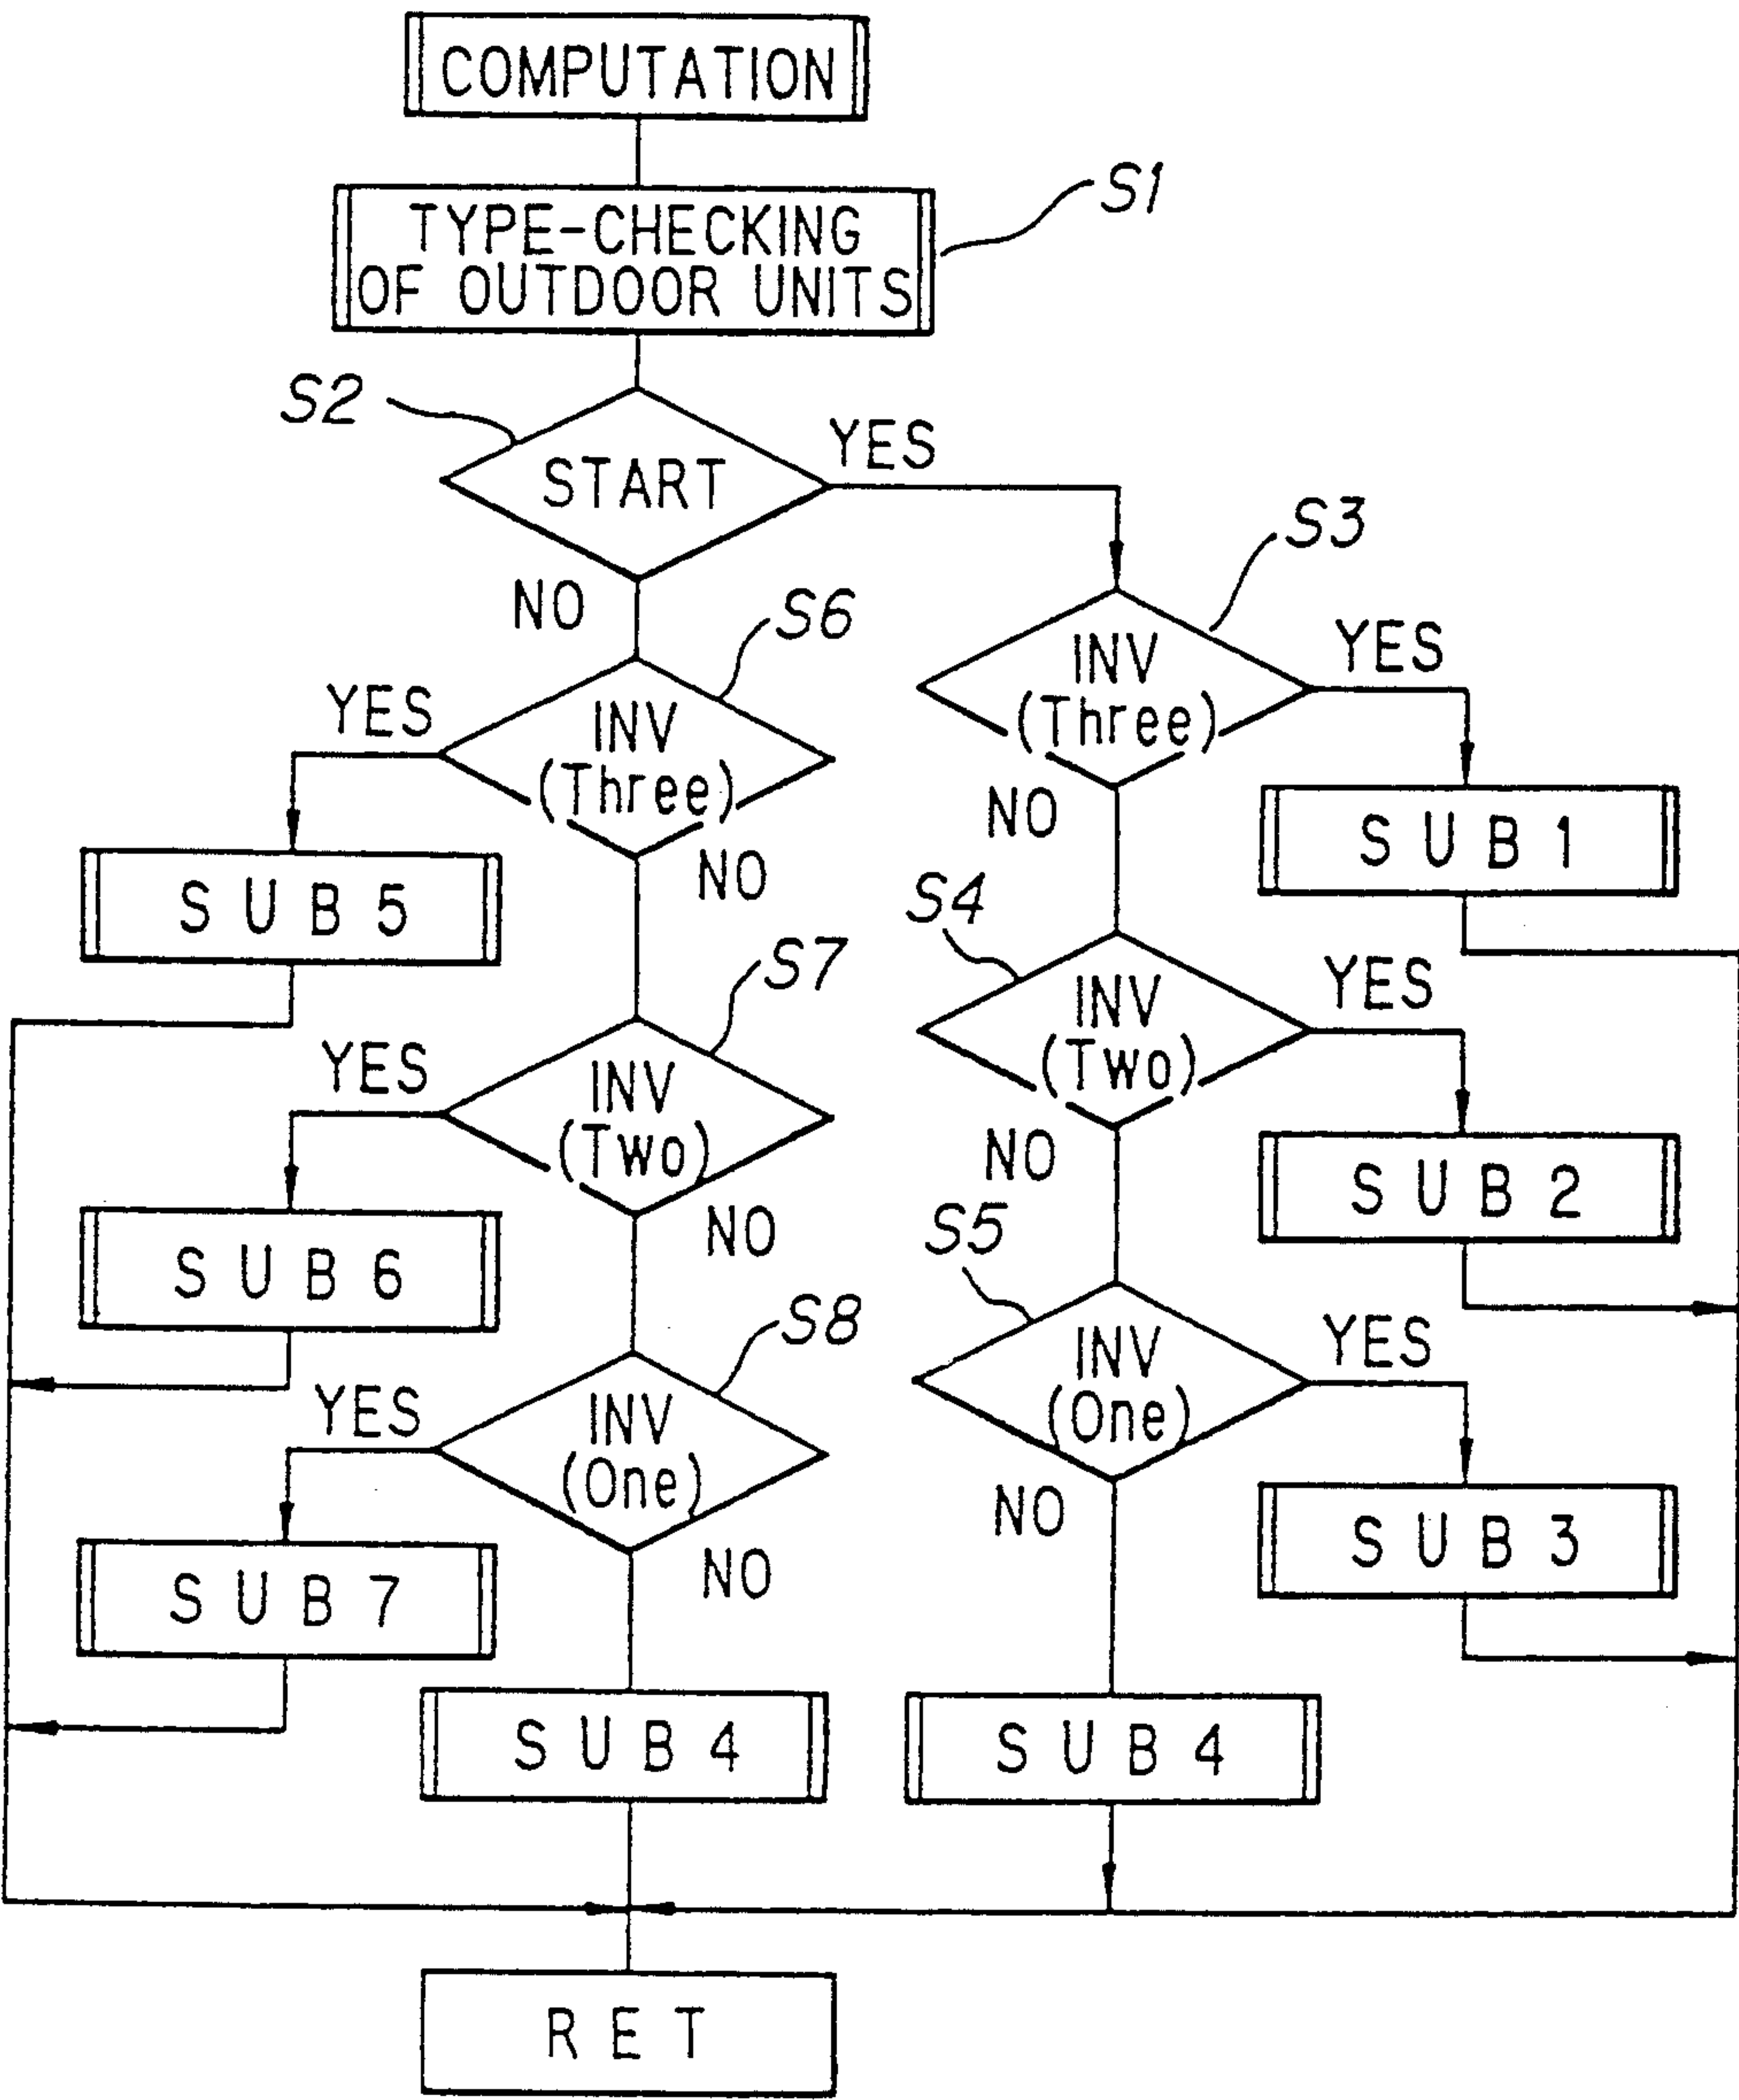 COMPUTATION
TYPE-CHECKING
OF OUTDOOR UNITS
S1
S2
START
YES
NO
S3
INV
(Three)
YES
NO
S6
INV
(Three)
YES
NO
SUB 1
SUB 5
S4
INV
(Two)
YES
NO
S7
INV
(Two)
YES
NO
SUB 2
SUB 6
S5
INV
(One)
YES
NO
S8
INV
(One)
YES
NO
SUB 3
SUB 7
SUB 4
SUB 4
RET